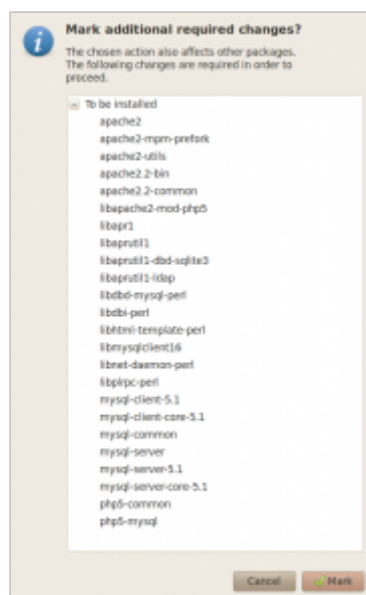 Mark additional required changes?
The chosen action also affects other packages.
The following changes are required in order to
proceed.
To be installed
apache2
apache2-mpm-prefork
apache2-utils
apache2.2-bin
apache2.2-common
libapache2-mod-php5
libapr1
libaprutil1
libaprutil1-dbd-sqlite3
libaprutil1-ldap
libdbd-mysql-perl
libdbi-perl
libhtml-template-perl
libmysqlclient16
libnet-daemon-perl
libplrpc-perl
mysql-client-5.1
mysql-client-core-5.1
mysql-common
mysql-server
mysql-server-5.1
mysql-server-core-5.1
php5-common
php5-mysql
Cancel Mark